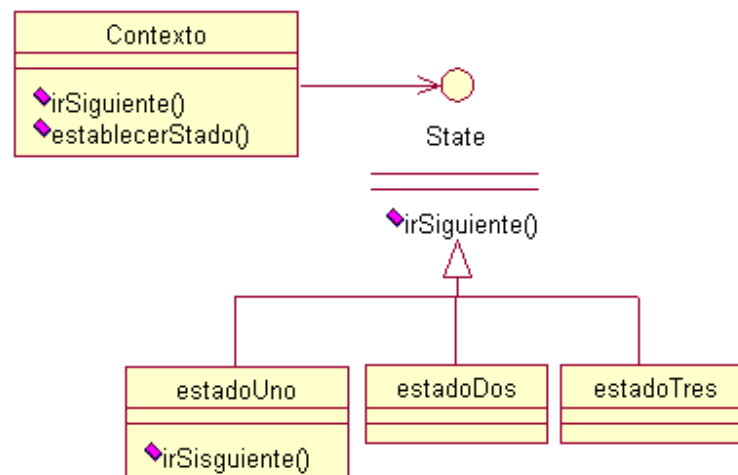 Contexto
irSiguiente()
establecerStado()
State
irSiguiente()
estadoUno
irSisguiente()
estadoDos
estadoTres